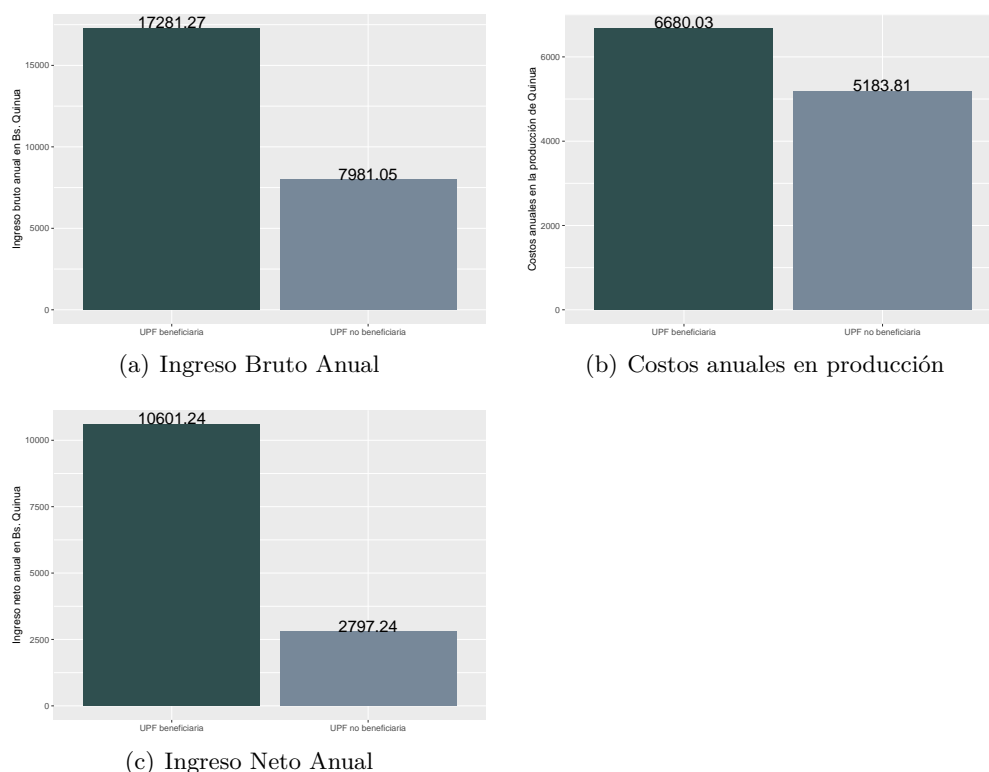 Ingreso bruto anual en Bs. Quinua
17281.27
7981.05
15000
10000
5000
0
UPF beneficiaria
UPF no beneficiaria
(a) Ingreso Bruto Anual
Costos anuales en la producción de Quinua
6680.03
5183.81
6000
4000
2000
0
UPF beneficiaria
UPF no beneficiaria
(b) Costos anuales en producción
Ingreso neto anual en Bs. Quinua
10601.24
2797.24
10000
7500
5000
2500
0
UPF beneficiaria
UPF no beneficiaria
(c) Ingreso Neto Anual